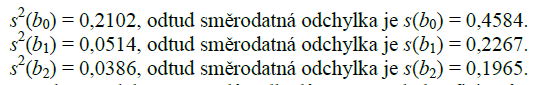 s²(b₀) = 0,2102, odtud směrodatná odchylka je s(b₀) = 0,4584.
s²(b₁) = 0,0514, odtud směrodatná odchylka je s(b₁) = 0,2267.
s²(b₂) = 0,0386, odtud směrodatná odchylka je s(b₂) = 0,1965.